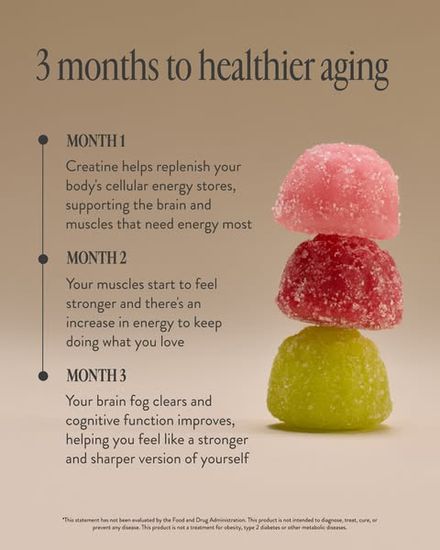 3 months to healthier aging
MONTH 1
Creatine helps replenish your
body's cellular energy stores,
supporting the brain and
muscles that need energy most
MONTH 2
Your muscles start to feel
stronger and there's an
increase in energy to keep
doing what you love
MONTH 3
Your brain fog clears and
cognitive function improves,
helping you feel like a stronger
and sharper version of yourself
*This statement has not been evaluated by the Food and Drug Administration. This product is not intended to diagnose, treat, cure, or
prevent any disease. This product is not a treatment for obesity, type 2 diabetes or other metabolic diseases.